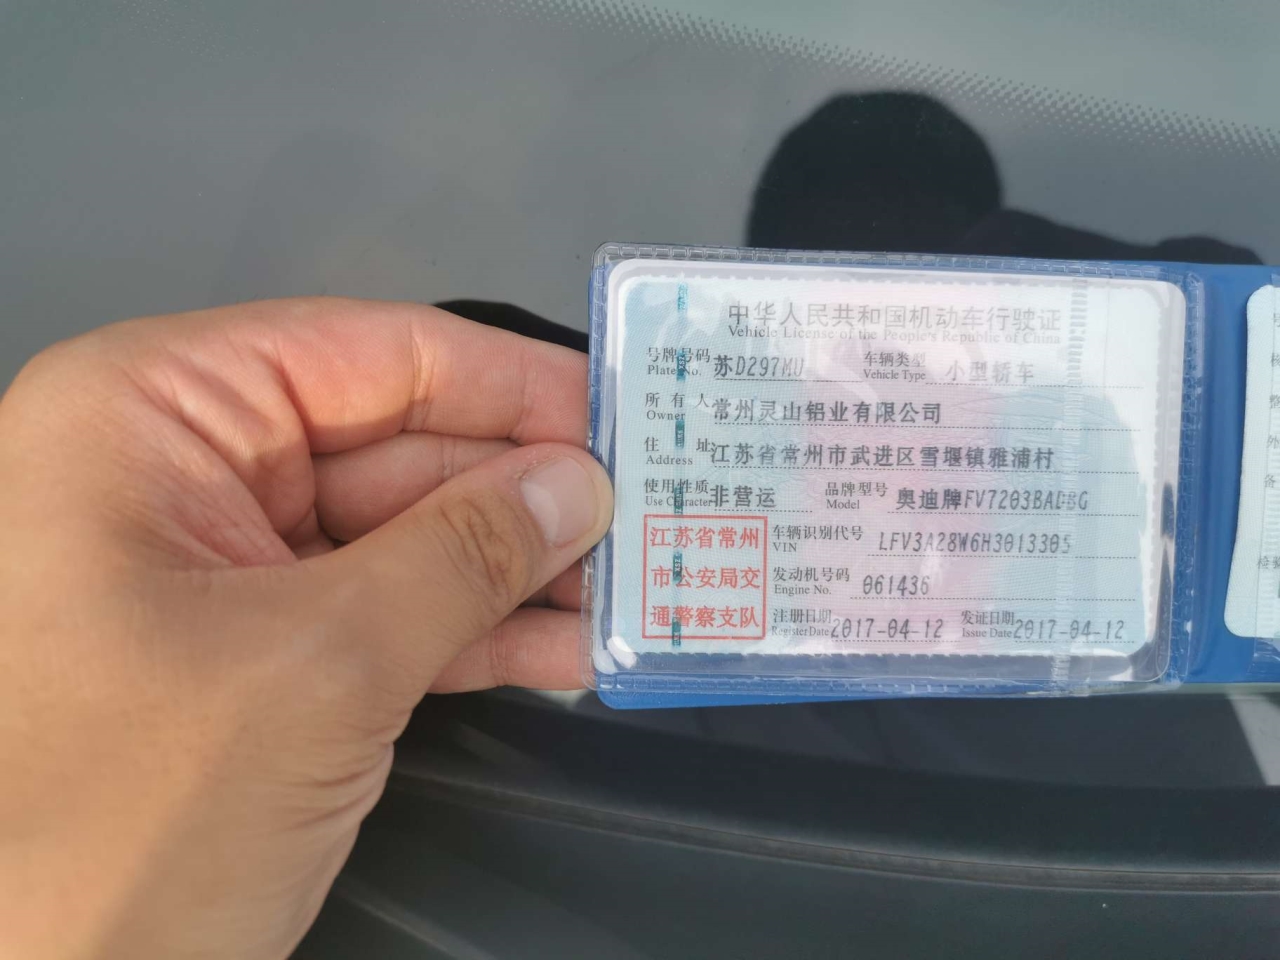 中华人民共和国机动车行驶证
Vehicle License of the People's Republic of China
号牌号码 苏D297MU 车辆类型 小型轿车
Plate No. Vehicle Type
所有人 常州灵山铝业有限公司
Owner
住址 江苏省常州市武进区雪堰镇雅浦村
Address
使用性质 非营运 品牌型号 奥迪牌FV7203BADBG
Use Character Model
江苏省常州
市公安局交
通警察支队
车辆识别代号 LFV3A28W6H3013305
VIN
发动机号码 061436
Engine No.
注册日期 2017-04-12 发证日期 2017-04-12
Register Date Issue Date